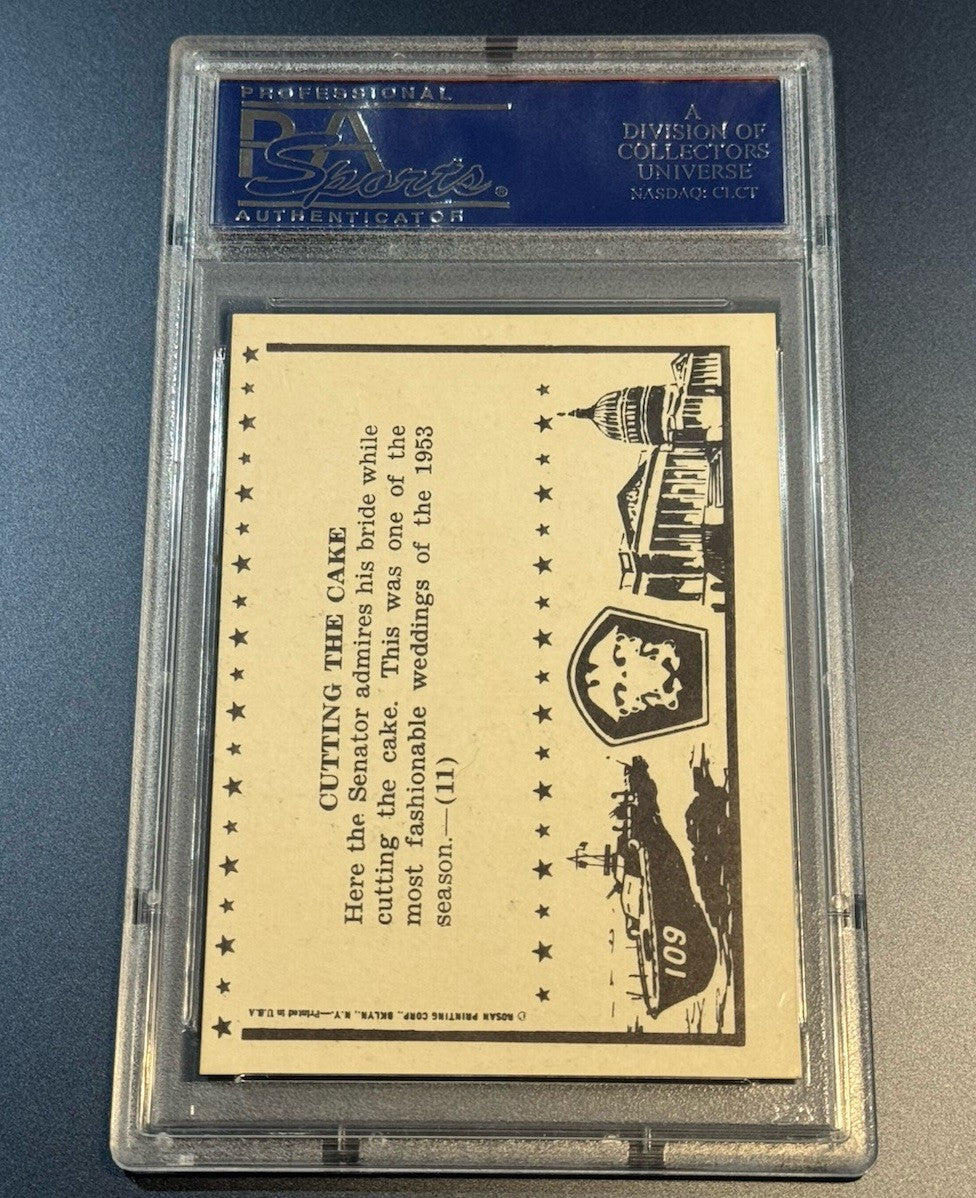 PROFESSIONAL
PSA
Sports®
AUTHENTICATOR
A
DIVISION OF
COLLECTORS
UNIVERSE
NASDAQ: CLCT
CUTTING THE CAKE
Here the Senator admires his bride while
cutting the cake. This was one of the
most fashionable weddings of the 1953
season.—(11)
109
© ROSAN PRINTING CORP., BKLYN., N.Y.—Printed in U.S.A